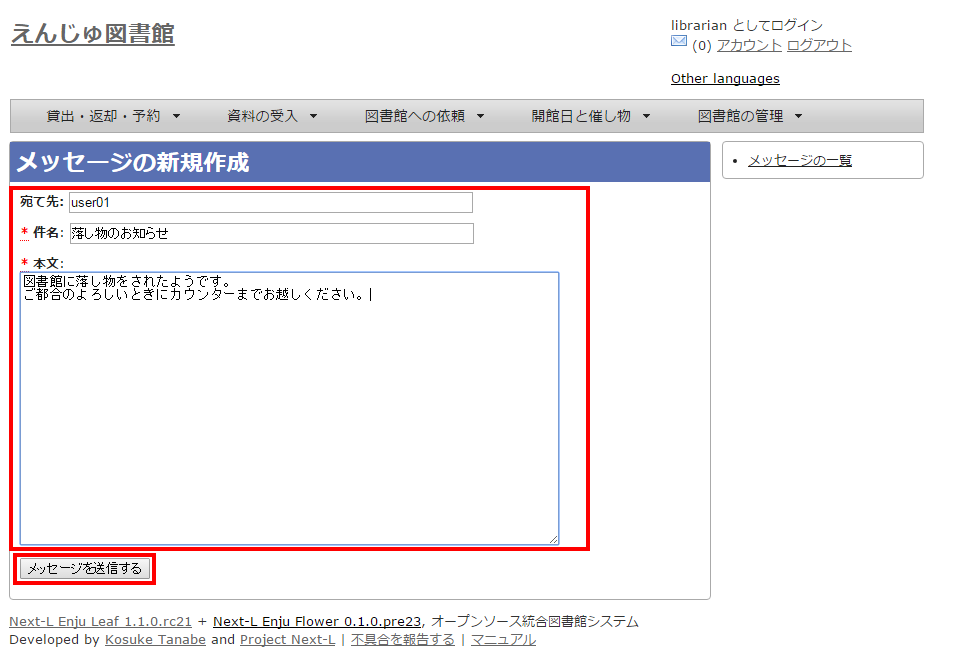 えんじゅ図書館
librarian としてログイン
(0) アカウント ログアウト
Other languages
貸出・返却・予約 ▼ 資料の受入 ▼ 図書館への依頼 ▼ 開館日と催し物 ▼ 図書館の管理 ▼
メッセージの新規作成
• メッセージの一覧
宛て先: user01
* 件名: 落し物のお知らせ
* 本文:
図書館に落し物をされたようです。
ご都合のよろしいときにカウンターまでお越しください。
メッセージを送信する
Next-L Enju Leaf 1.1.0.rc21 + Next-L Enju Flower 0.1.0.pre23, オープンソース統合図書館システム
Developed by Kosuke Tanabe and Project Next-L | 不具合を報告する | マニュアル